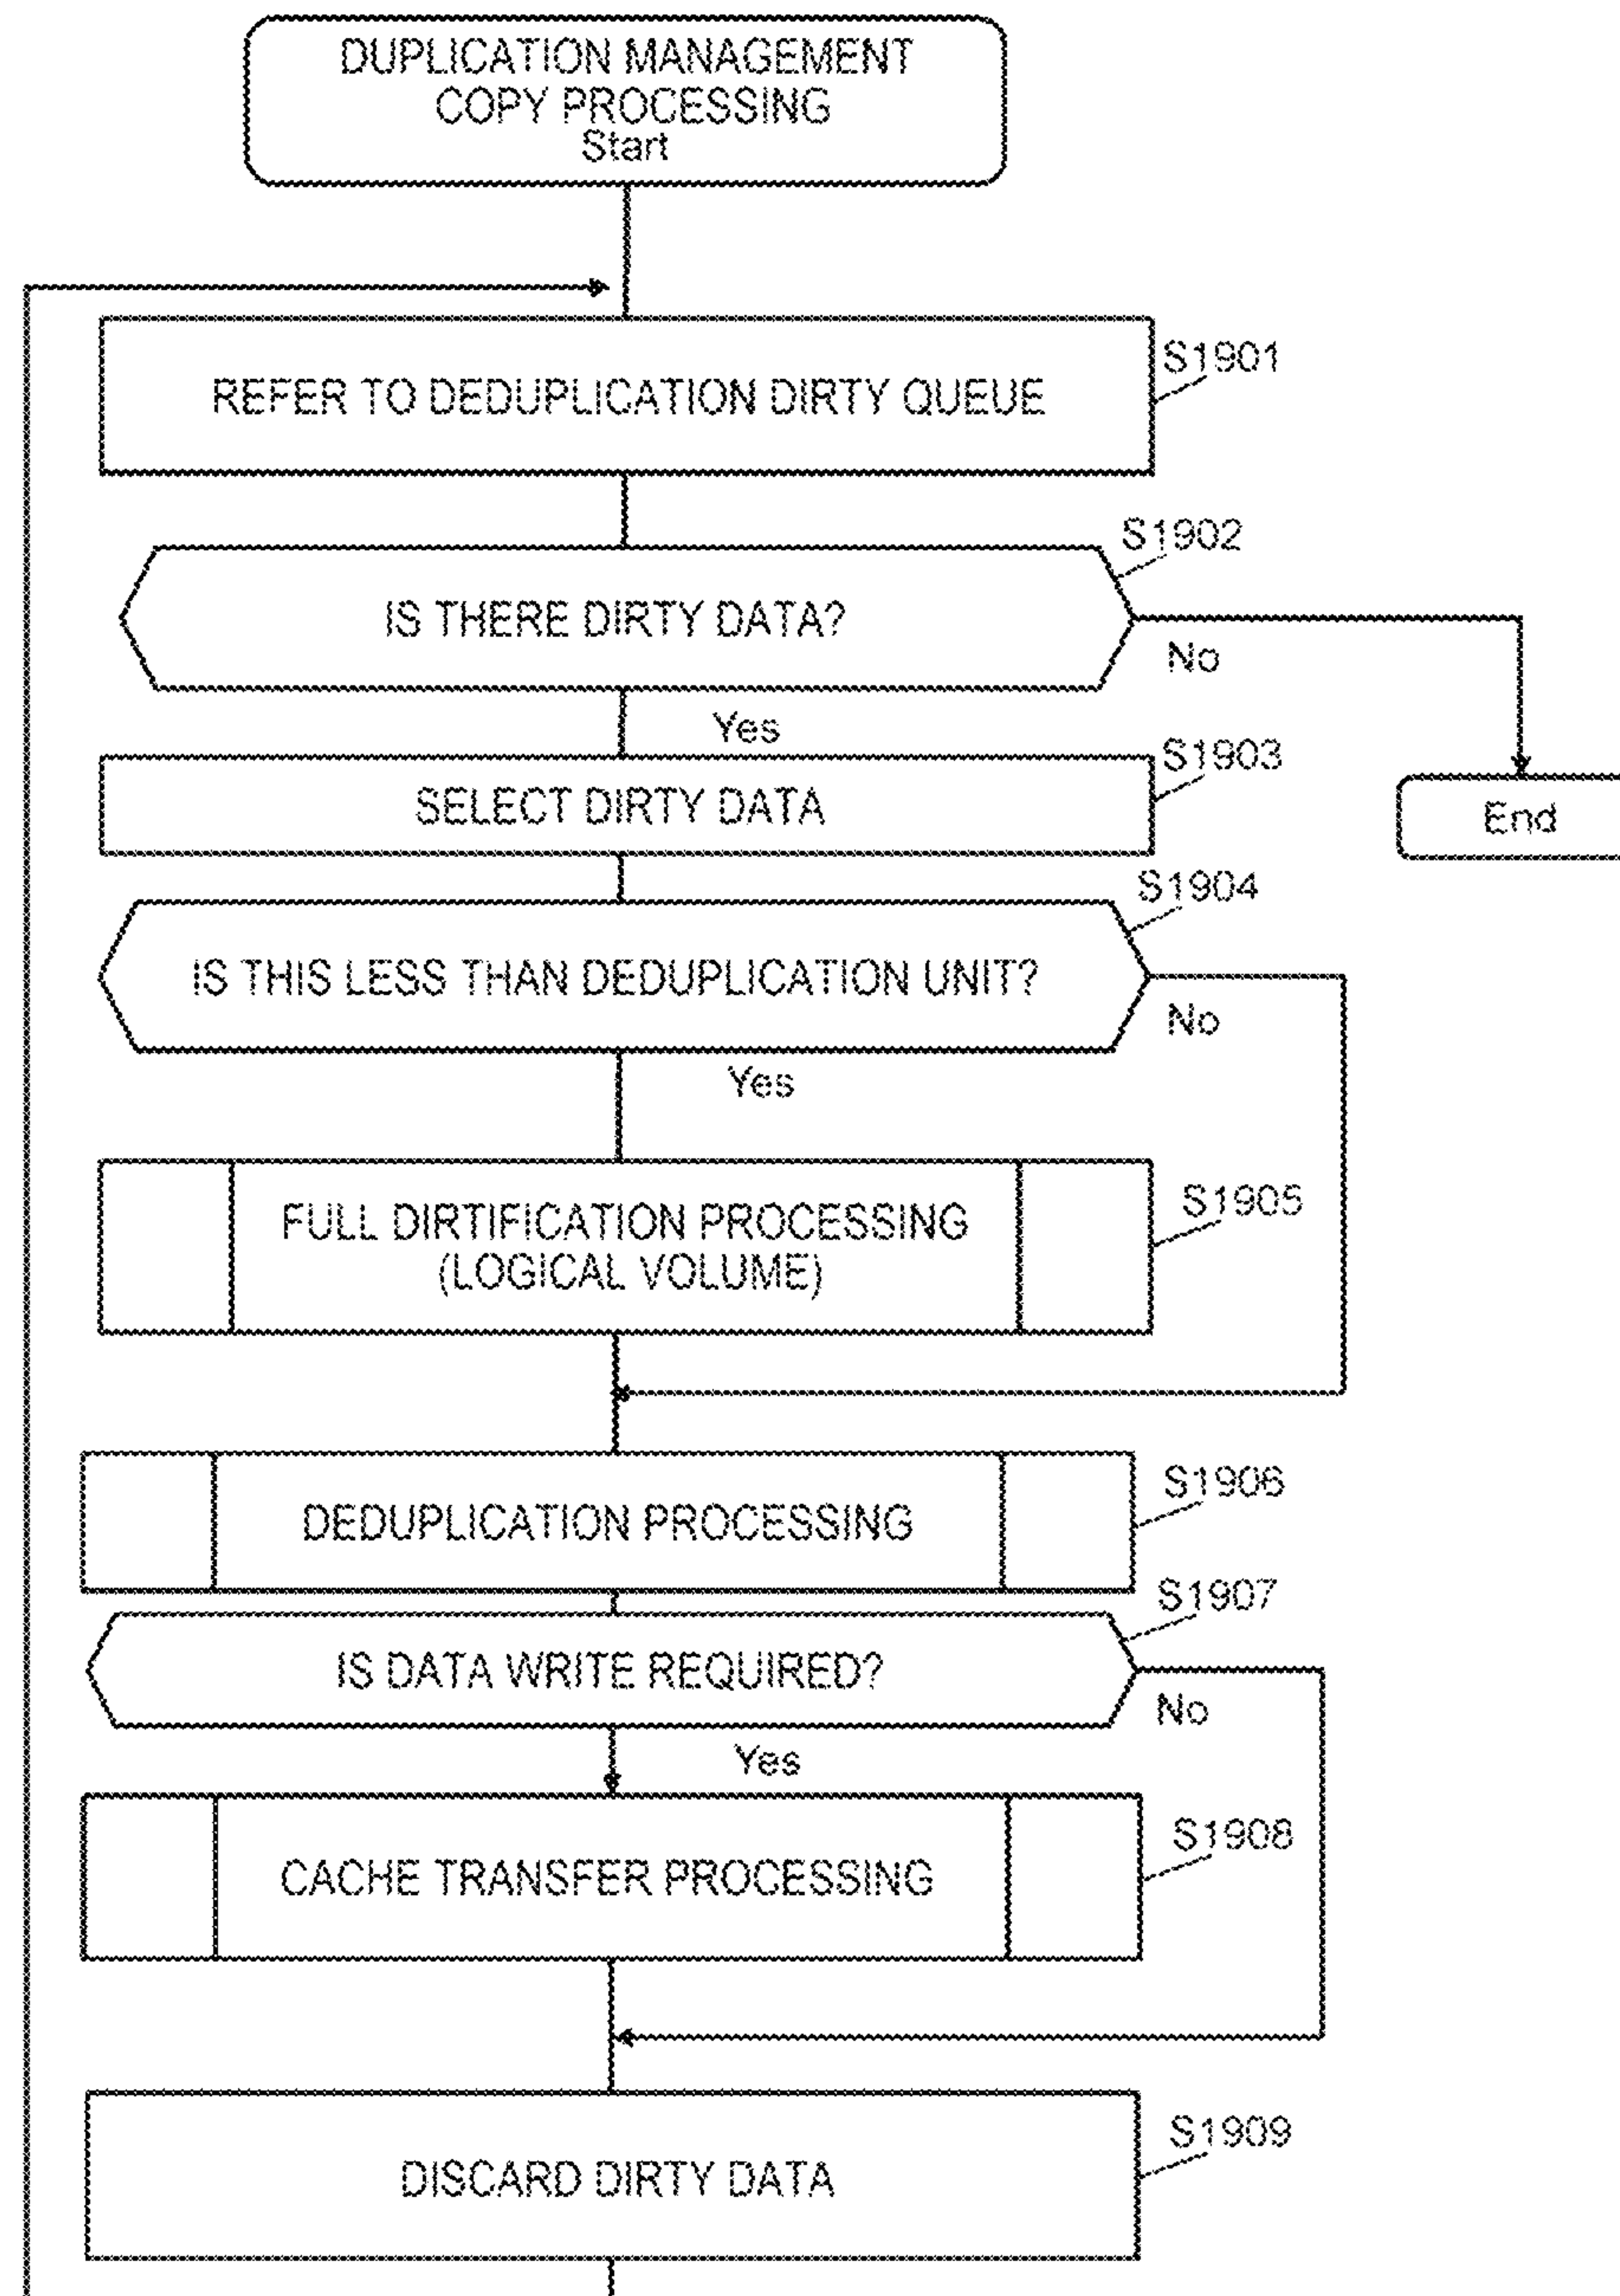 DUPLICATION MANAGEMENT
COPY PROCESSING
Start
S1901
REFER TO DEDUPLICATION DIRTY QUEUE
S1902
IS THERE DIRTY DATA?
No
Yes
S1903
SELECT DIRTY DATA
End
S1904
IS THIS LESS THAN DEDUPLICATION UNIT?
No
Yes
S1905
FULL DIRTIFICATION PROCESSING
(LOGICAL VOLUME)
S1906
DEDUPLICATION PROCESSING
S1907
IS DATA WRITE REQUIRED?
No
Yes
S1908
CACHE TRANSFER PROCESSING
S1909
DISCARD DIRTY DATA